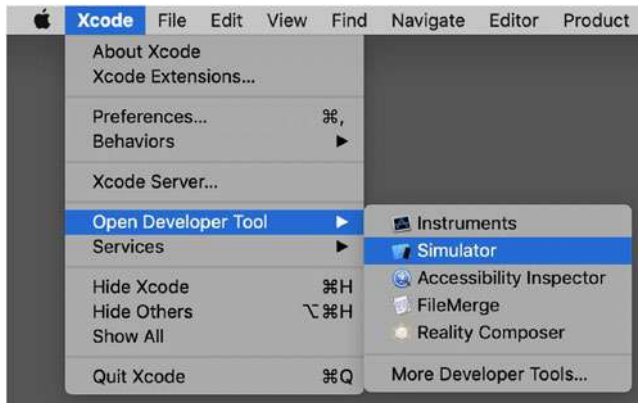 Xcode File Edit View Find Navigate Editor Product
About Xcode
Xcode Extensions...
Preferences... ⌘,
Behaviors ▶
Xcode Server...
Open Developer Tool ▶
Services ▶
Hide Xcode ⌘H
Hide Others ⌥⌘H
Show All
Quit Xcode ⌘Q
Instruments
Simulator
Accessibility Inspector
FileMerge
Reality Composer
More Developer Tools...